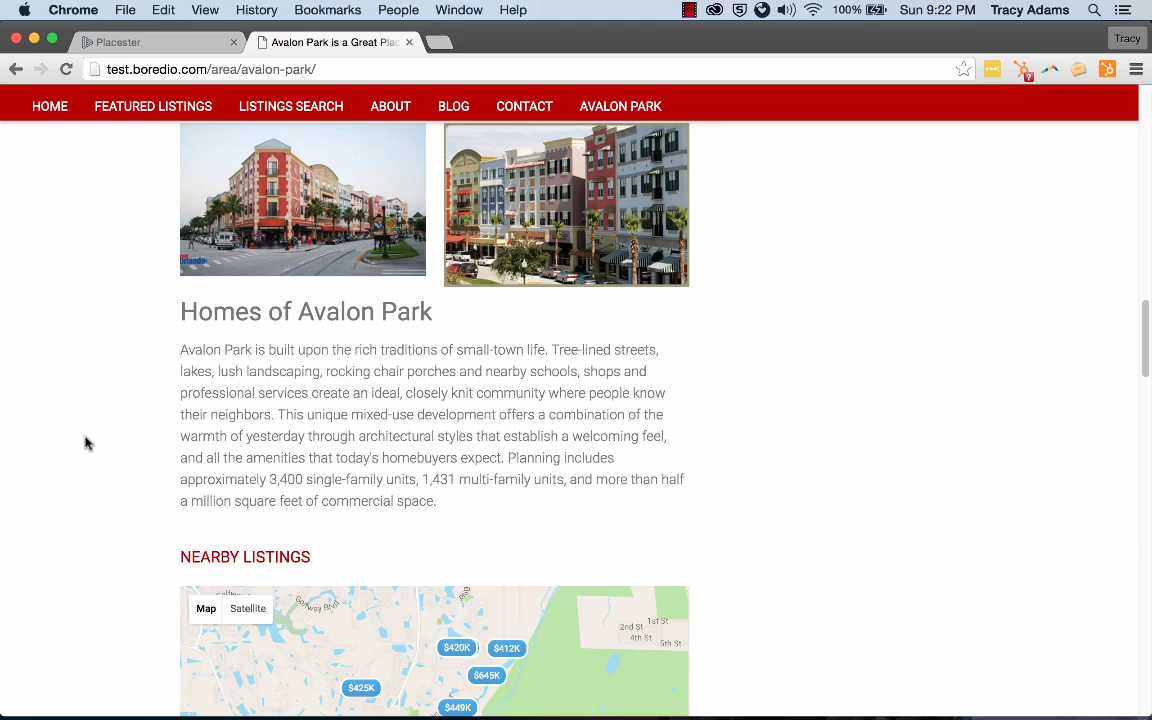 Chrome File Edit View History Bookmarks People Window Help 100% Sun 9:22 PM Tracy Adams
Placester Avalon Park is a Great Plac Tracy
test.boredio.com/area/avalon-park/
HOME FEATURED LISTINGS LISTINGS SEARCH ABOUT BLOG CONTACT AVALON PARK
Homes of Avalon Park
Avalon Park is built upon the rich traditions of small-town life. Tree-lined streets,
lakes, lush landscaping, rocking chair porches and nearby schools, shops and
professional services create an ideal, closely knit community where people know
their neighbors. This unique mixed-use development offers a combination of the
warmth of yesterday through architectural styles that establish a welcoming feel,
and all the amenities that today's homebuyers expect. Planning includes
approximately 3,400 single-family units, 1,431 multi-family units, and more than half
a million square feet of commercial space.
NEARBY LISTINGS
Map Satellite
Golfway Blvd
1st St
2nd St
4th St 5th St
$420K $412K
$645K
$425K
$449K